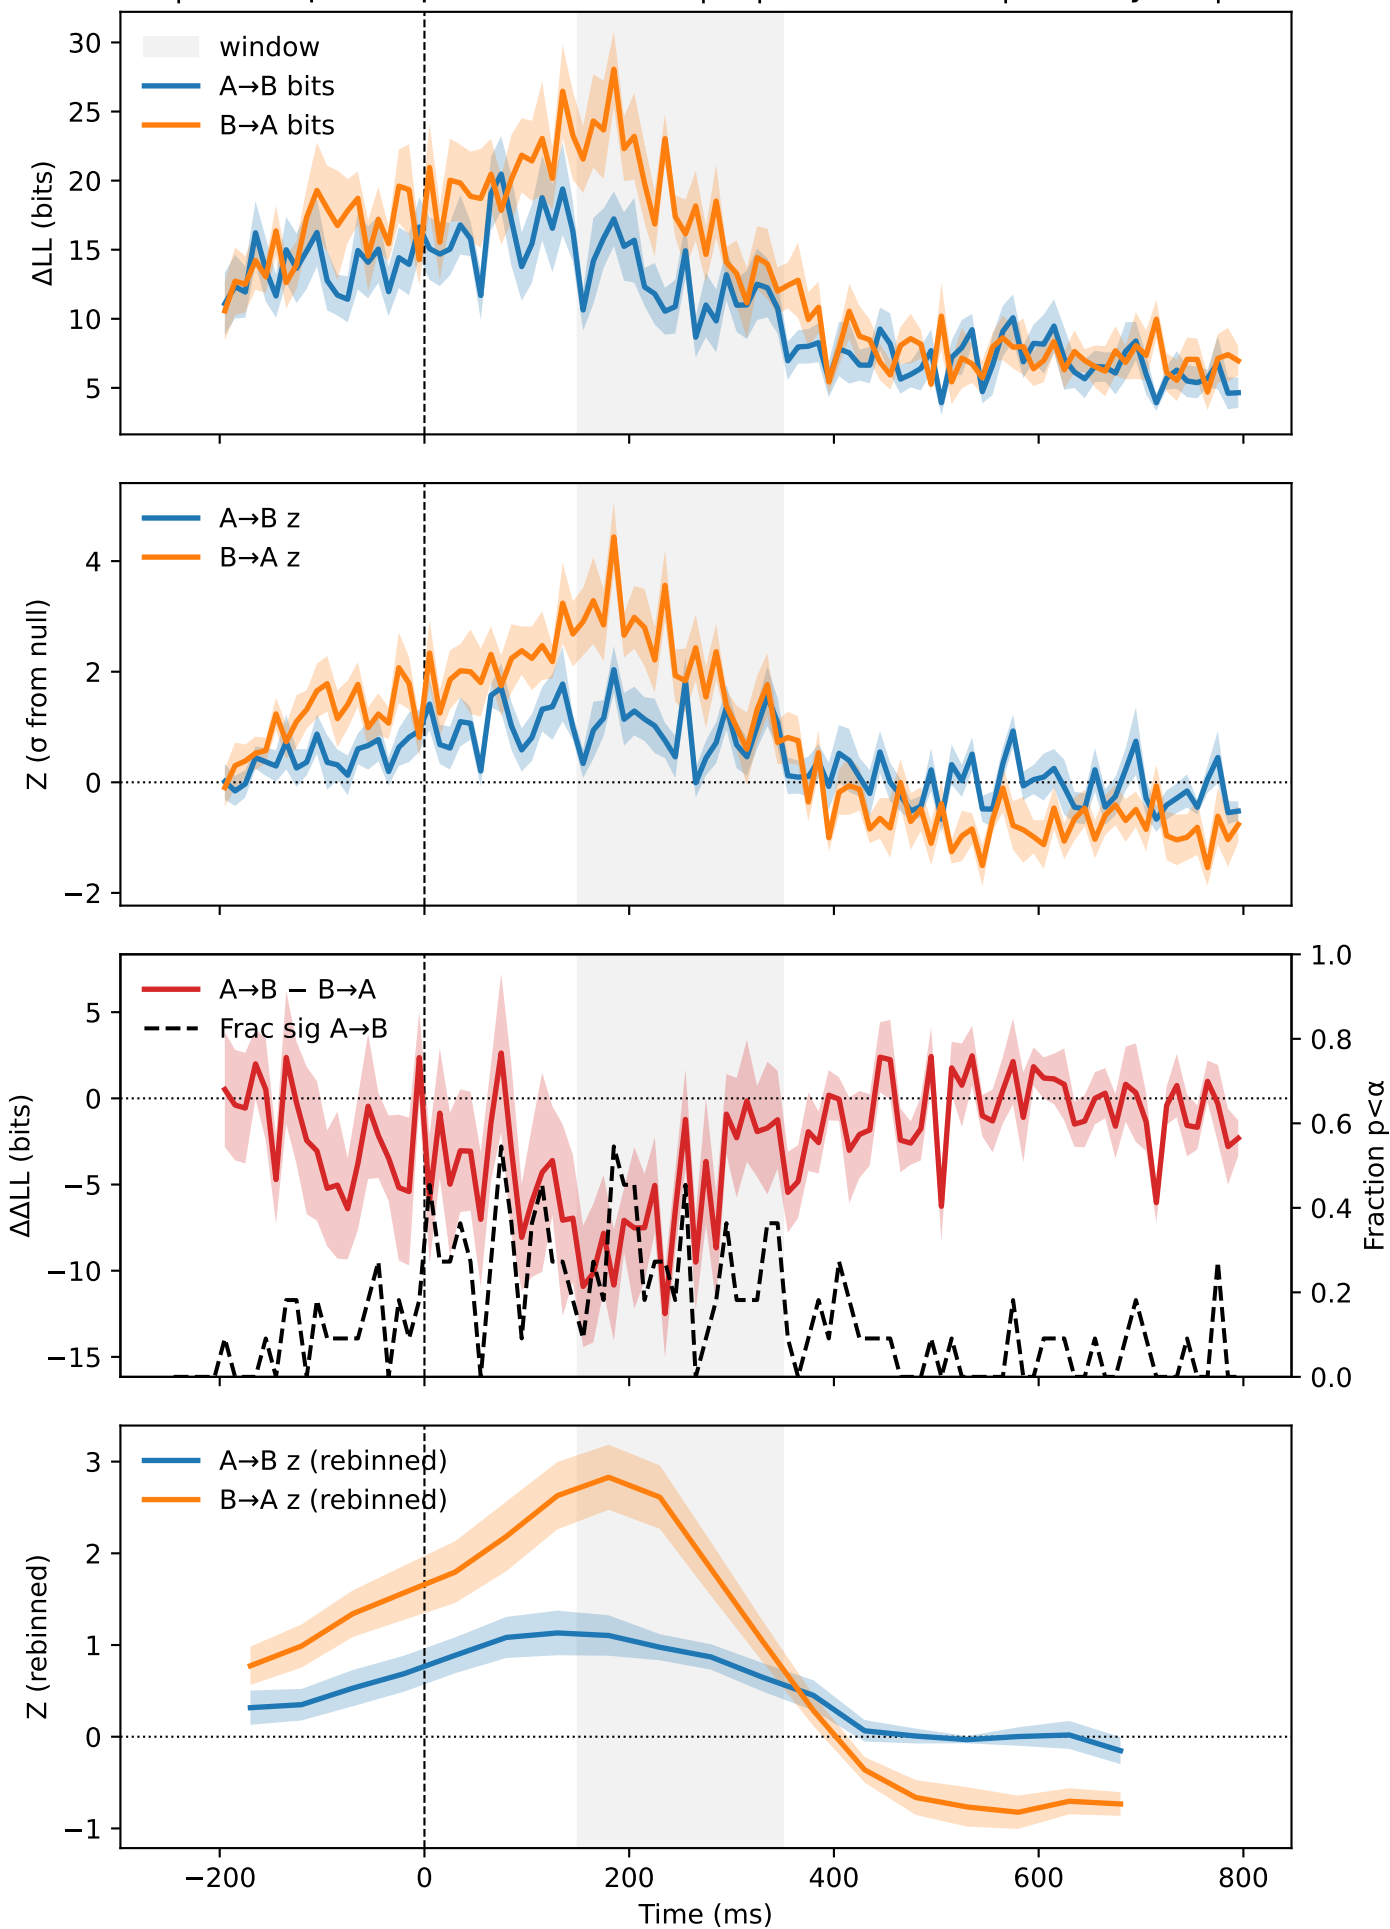 30
25
20
15
10
5
ΔLL (bits)
window
A→B bits
B→A bits
4
2
0
−2
Z (σ from null)
A→B z
B→A z
5
0
−5
−10
−15
ΔΔLL (bits)
A→B − B→A
Frac sig A→B
1.0
0.8
0.6
0.4
0.2
0.0
Fraction p<α
3
2
1
0
−1
Z (rebinned)
A→B z (rebinned)
B→A z (rebinned)
−200 0 200 400 600 800
Time (ms)